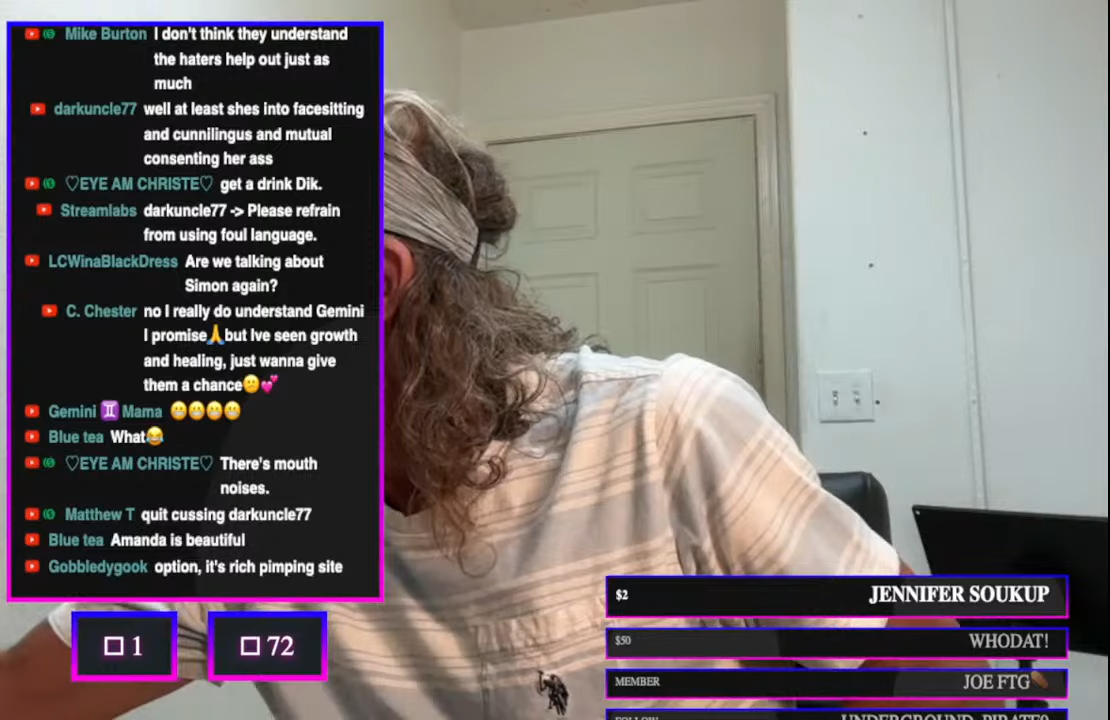 Mike Burton I don't think they understand
the haters help out just as
much
darkuncle77 well at least shes into facesitting
and cunnilingus and mutual
consenting her ass
♡EYE AM CHRISTE♡ get a drink Dik.
Streamlabs darkuncle77 -> Please refrain
from using foul language.
LCWinaBlackDress Are we talking about
Simon again?
C. Chester no I really do understand Gemini
I promise🙏but Ive seen growth
and healing, just wanna give
them a chance🫤💕
Gemini ♊ Mama 😬😬😬😬
Blue tea What😂
♡EYE AM CHRISTE♡ There's mouth
noises.
Matthew T quit cussing darkuncle77
Blue tea Amanda is beautiful
Gobbledygook option, it's rich pimping site
1
72
$2 JENNIFER SOUKUP
$50 WHODAT!
MEMBER JOE FTG
FOLLOW UNDERGROUND_PIRATE9